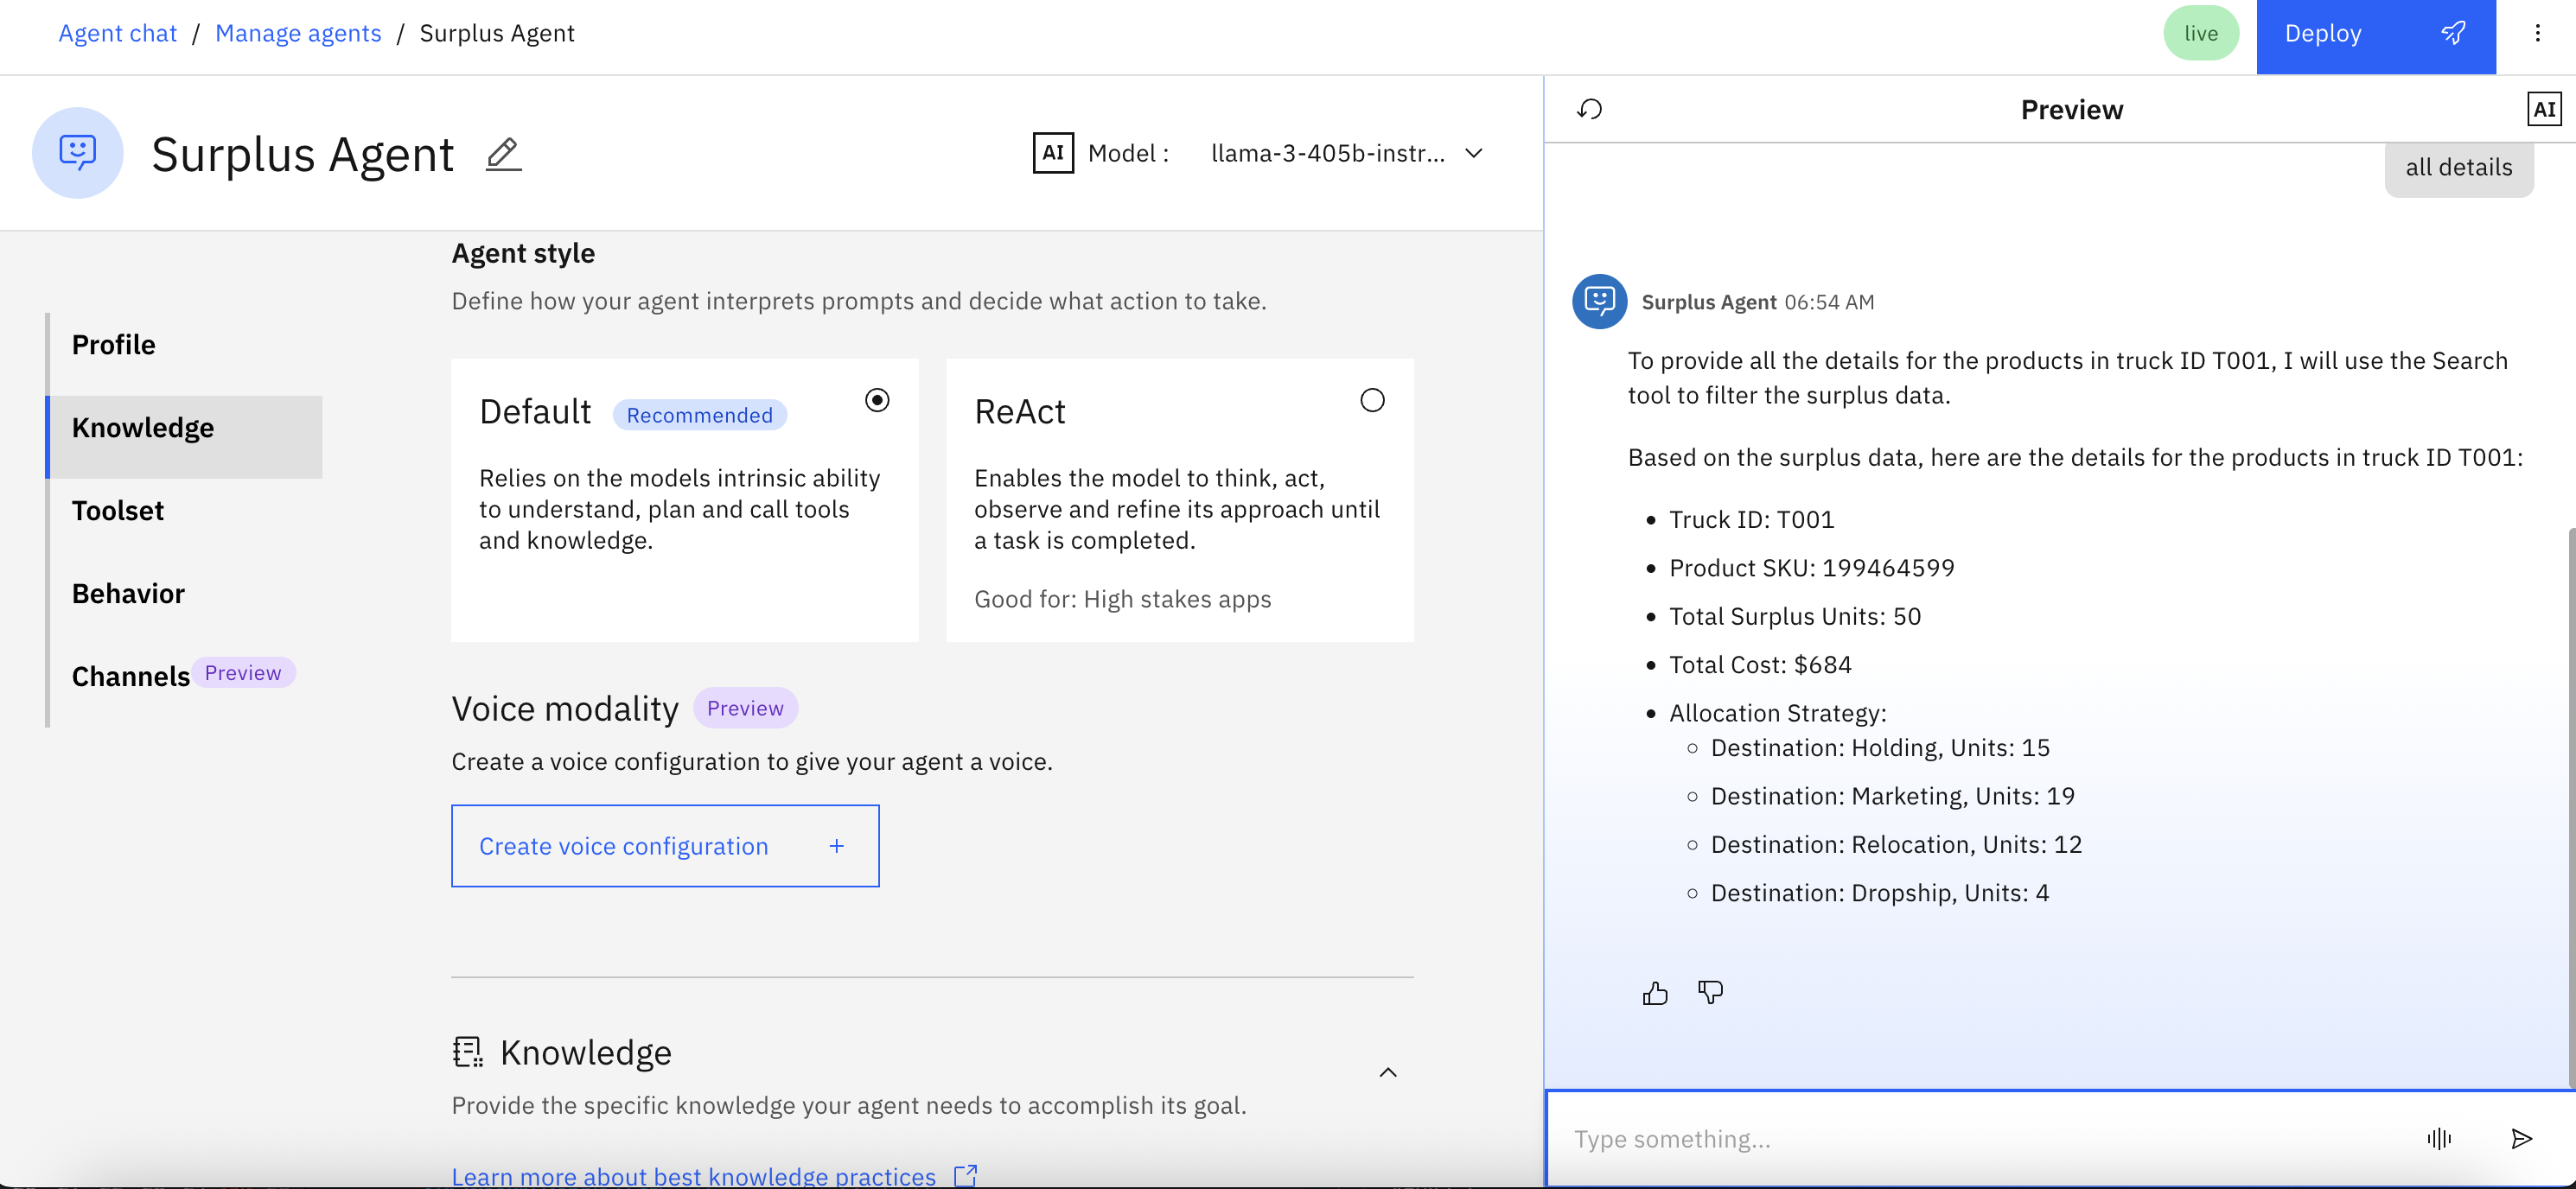 Agent chat / Manage agents / Surplus Agent
live
Deploy
Surplus Agent
AI Model : llama-3-405b-instr...
Agent style
Define how your agent interprets prompts and decide what action to take.
Profile
Knowledge
Toolset
Behavior
Channels Preview
Default Recommended
Relies on the models intrinsic ability
to understand, plan and call tools
and knowledge.
ReAct
Enables the model to think, act,
observe and refine its approach until
a task is completed.
Good for: High stakes apps
Voice modality Preview
Create a voice configuration to give your agent a voice.
Create voice configuration +
Knowledge
Provide the specific knowledge your agent needs to accomplish its goal.
Learn more about best knowledge practices
Preview
AI
all details
Surplus Agent 06:54 AM
To provide all the details for the products in truck ID T001, I will use the Search
tool to filter the surplus data.
Based on the surplus data, here are the details for the products in truck ID T001:
• Truck ID: T001
• Product SKU: 199464599
• Total Surplus Units: 50
• Total Cost: $684
• Allocation Strategy:
◦ Destination: Holding, Units: 15
◦ Destination: Marketing, Units: 19
◦ Destination: Relocation, Units: 12
◦ Destination: Dropship, Units: 4
Type something...